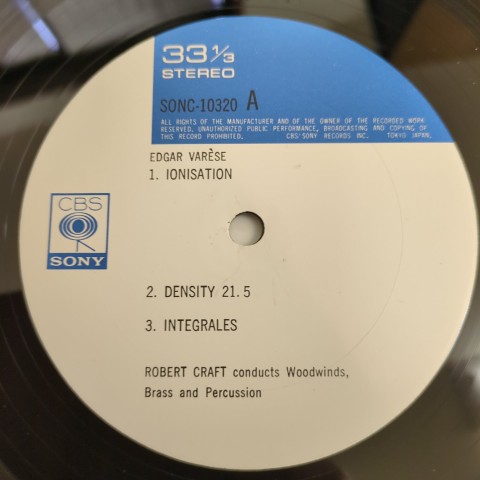 33 1/3
STEREO
SONC-10320 A
ALL RIGHTS OF THE MANUFACTURER AND OF THE OWNER OF THE RECORDED WORK
RESERVED. UNAUTHORIZED PUBLIC PERFORMANCE, BROADCASTING AND COPYING OF
THIS RECORD PROHIBITED. CBS/SONY RECORDS INC. TOKYO JAPAN.
EDGAR VARÈSE
1. IONISATION
CBS
SONY
2. DENSITY 21.5
3. INTEGRALES
ROBERT CRAFT conducts Woodwinds,
Brass and Percussion